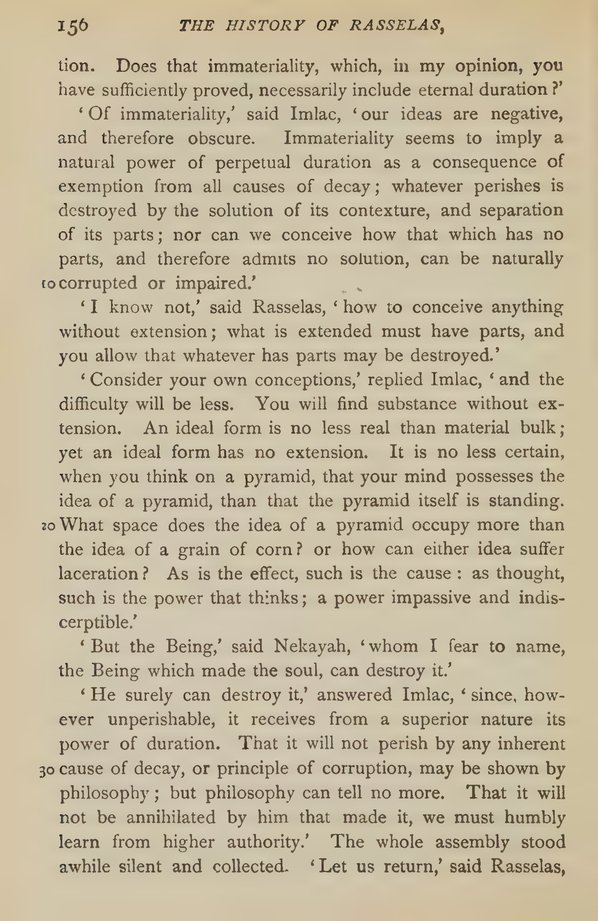 156 THE HISTORY OF RASSELAS,
tion. Does that immateriality, which, in my opinion, you
have sufficiently proved, necessarily include eternal duration?'
‘Of immateriality,’ said Imlac, ‘our ideas are negative,
and therefore obscure. Immateriality seems to imply a
natural power of perpetual duration as a consequence of
exemption from all causes of decay; whatever perishes is
destroyed by the solution of its contexture, and separation
of its parts; nor can we conceive how that which has no
parts, and therefore admits no solution, can be naturally
10 corrupted or impaired.’
‘I know not,’ said Rasselas, ‘how to conceive anything
without extension; what is extended must have parts, and
you allow that whatever has parts may be destroyed.’
‘Consider your own conceptions,’ replied Imlac, ‘and the
difficulty will be less. You will find substance without ex-
tension. An ideal form is no less real than material bulk;
yet an ideal form has no extension. It is no less certain,
when you think on a pyramid, that your mind possesses the
idea of a pyramid, than that the pyramid itself is standing.
20 What space does the idea of a pyramid occupy more than
the idea of a grain of corn? or how can either idea suffer
laceration? As is the effect, such is the cause: as thought,
such is the power that thinks; a power impassive and indis-
cerptible.’
‘But the Being,’ said Nekayah, ‘whom I fear to name,
the Being which made the soul, can destroy it.’
‘He surely can destroy it,’ answered Imlac, ‘since, how-
ever unperishable, it receives from a superior nature its
power of duration. That it will not perish by any inherent
30 cause of decay, or principle of corruption, may be shown by
philosophy; but philosophy can tell no more. That it will
not be annihilated by him that made it, we must humbly
learn from higher authority.’ The whole assembly stood
awhile silent and collected. ‘Let us return,’ said Rasselas,